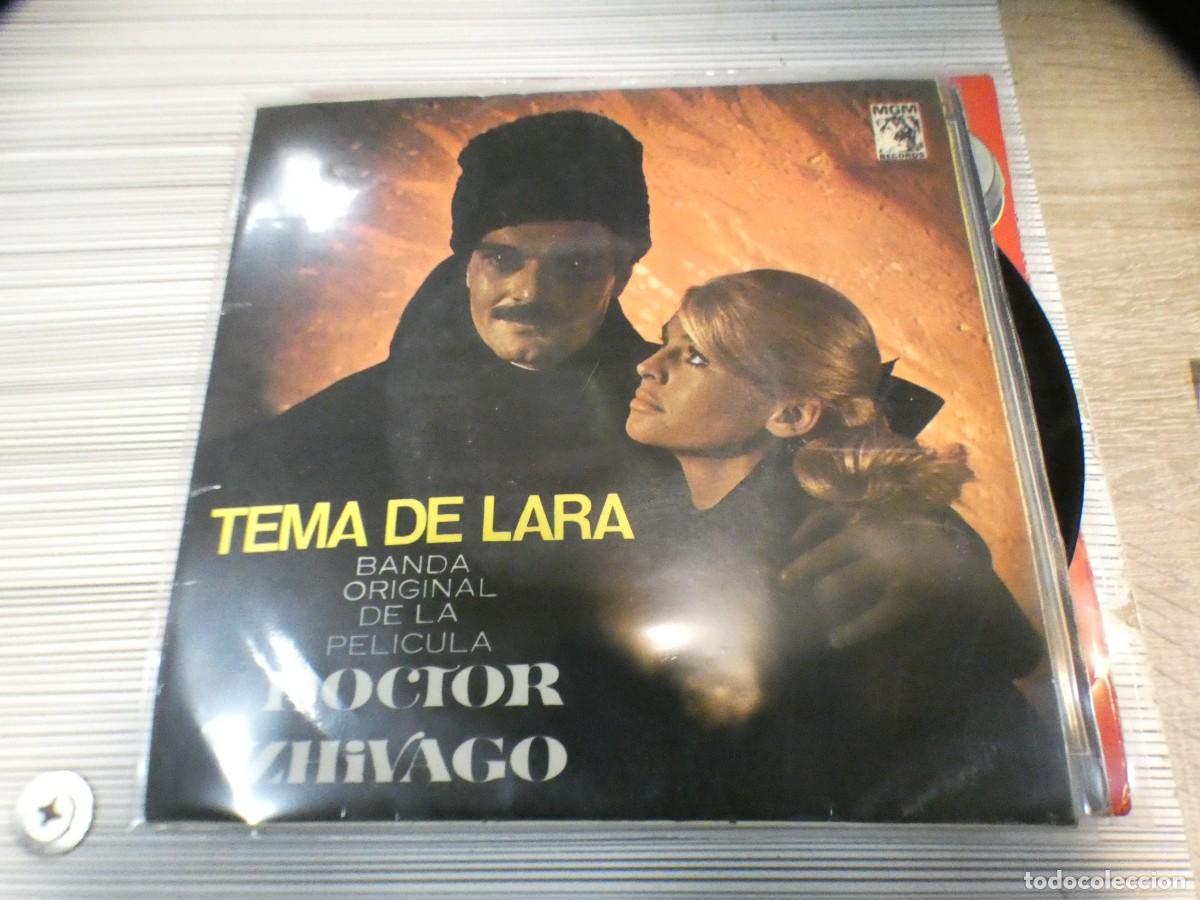 MGM
RECORDS
TEMA DE LARA
BANDA
ORIGINAL
DE LA
PELICULA
DOCTOR
ZHiVAGO
todocoleccion